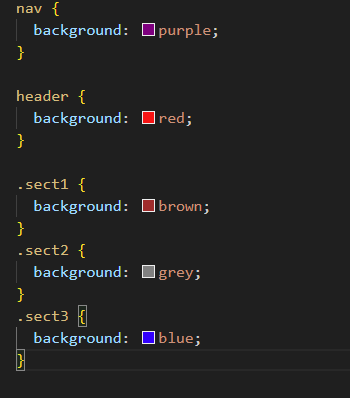 nav {
  background: purple;
}

header {
  background: red;
}

.sect1 {
  background: brown;
}
.sect2 {
  background: grey;
}
.sect3 {
  background: blue;
}